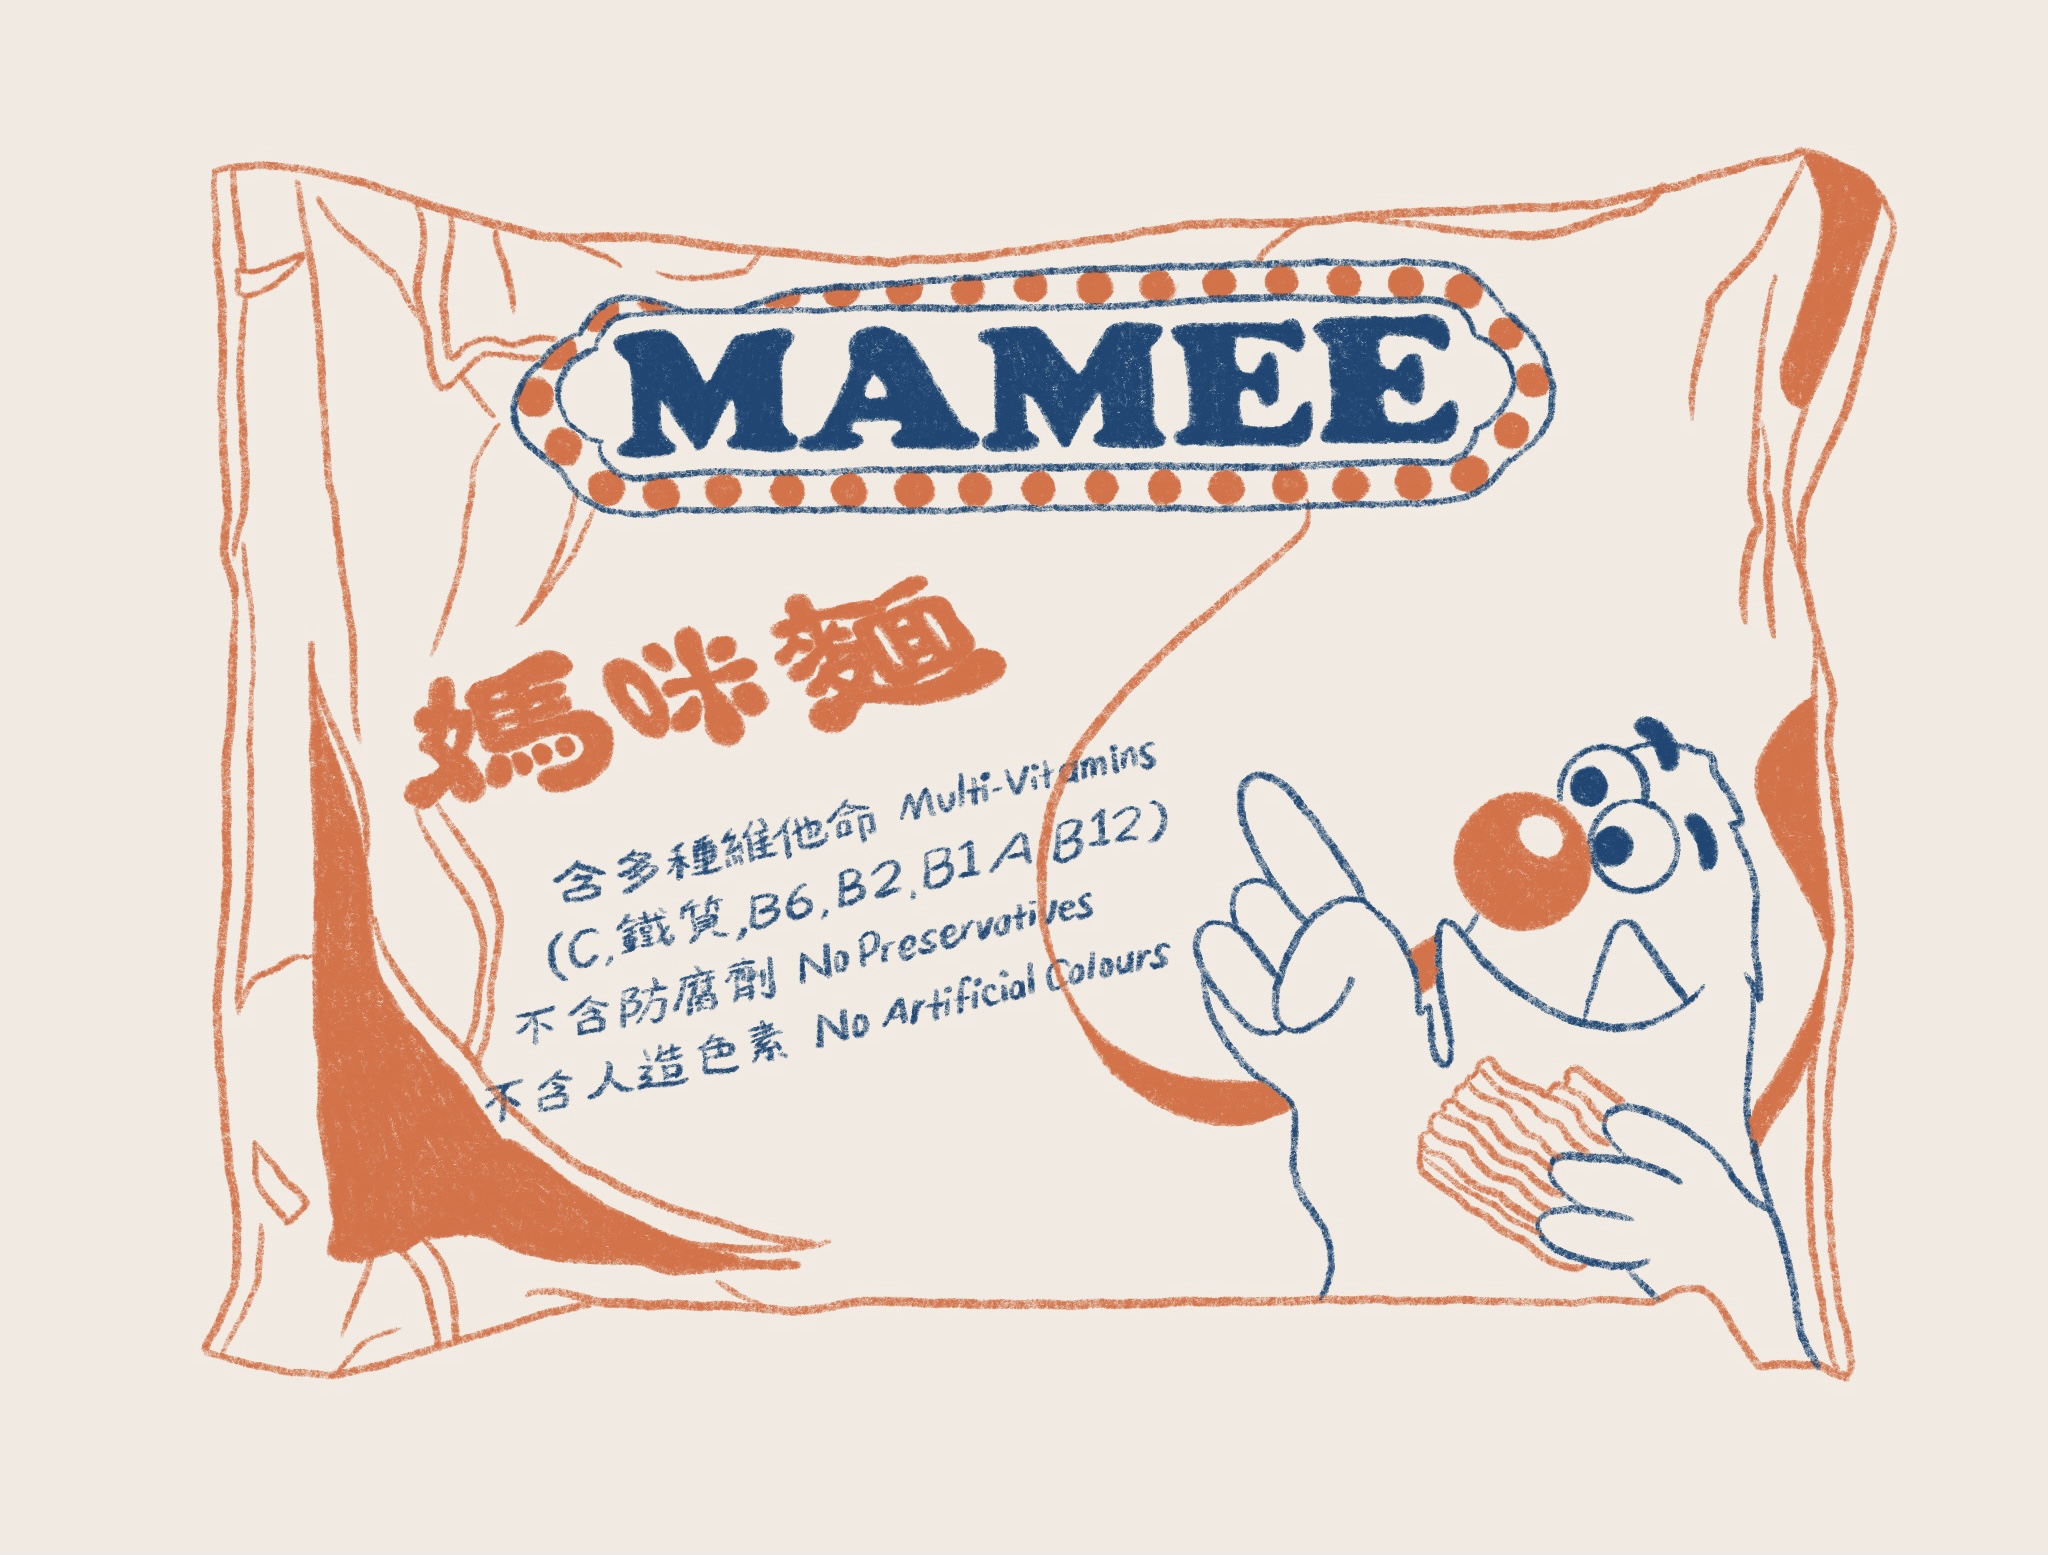 MAMEE
媽咪麵
含多種維他命 Multi-Vitamins
(C,鐵質,B6,B2,B1 A B12)
不含防腐劑 No Preservatives
不含人造色素 No Artificial Colours